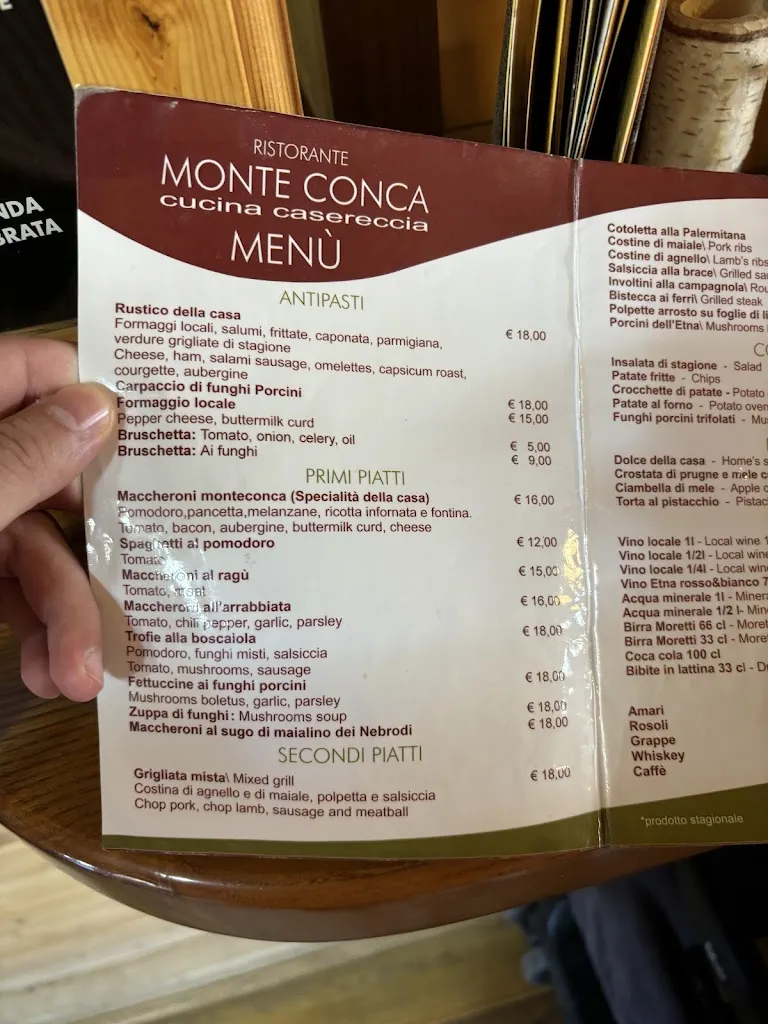 NDA
BRATA
RISTORANTE
MONTE CONCA
cucina casereccia
MENÙ
ANTIPASTI
Rustico della casa
Formaggi locali, salumi, frittate, caponata, parmigiana, € 18,00
verdure grigliate di stagione
Cheese, ham, salami sausage, omelettes, capsicum roast,
courgette, aubergine
Carpaccio di funghi Porcini € 18,00
Formaggio locale € 15,00
Pepper cheese, buttermilk curd
Bruschetta: Tomato, onion, celery, oil € 5,00
Bruschetta: Ai funghi € 9,00
PRIMI PIATTI
Maccheroni monteconca (Specialità della casa) € 16,00
Pomodoro,pancetta,melanzane, ricotta infornata e fontina.
Tomato, bacon, aubergine, buttermilk curd, cheese
Spaghetti al pomodoro € 12,00
Tomato
Maccheroni al ragù € 15,00
Tomato,
Maccheroni all'arrabbiata € 16,00
Tomato, chili papper, garlic, parsley
Trofie alla boscaiola € 18,00
Pomodoro, funghi misti, salsiccia
Tomato, mushrooms, sausage
Fettuccine ai funghi porcini € 18,00
Mushrooms boletus, garlic, parsley
Zuppa di funghi: Mushrooms soup € 18,00
Maccheroni al sugo di maialino dei Nebrodi € 18,00
SECONDI PIATTI
Grigliata mista\ Mixed grill € 18,00
Costina di agnello e di maiale, polpetta e salsiccia
Chop pork, chop lamb, sausage and meatball
Cotoletta alla Palermitana
Costine di maiale\ Pork ribs
Costine di agnello\ Lamb's ribs
Salsiccia alla brace\ Grilled
Involtini alla campagnola\
Bistecca ai ferri\ Grilled steak
Polpette arrosto su foglie di
Porcini dell'Etna\ Mushrooms
Insalata di stagione - Salad
Patate fritte - Chips
Crocchette di patate - Potato
Patate al forno - Potato oven
Funghi porcini trifolati -
Dolce della casa - Home's
Crostata di prugne e mele
Ciambella di mele - Apple
Torta al pistacchio -
Vino locale 1l - Local wine
Vino locale 1/2l - Local wine
Vino locale 1/4l - Local wine
Vino Etna rosso&bianco
Acqua minerale 1l -
Acqua minerale 1/2 l-
Birra Moretti 66 cl -
Birra Moretti 33 cl -
Coca cola 100 cl
Bibite in lattina 33 cl -
Amari
Rosoli
Grappe
Whiskey
Caffè
*prodotto stagionale